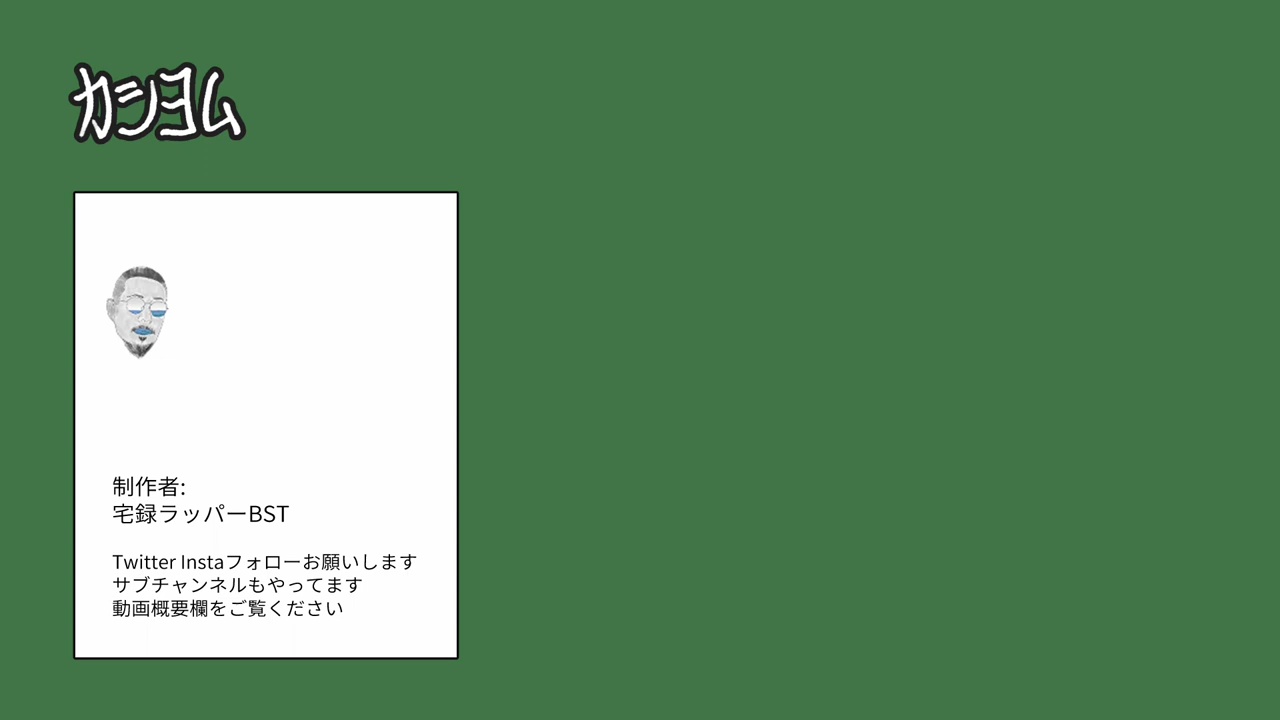 カシヨム
制作者:
宅録ラッパーBST
Twitter Instaフォローお願いします
サブチャンネルもやってます
動画概要欄をご覧ください